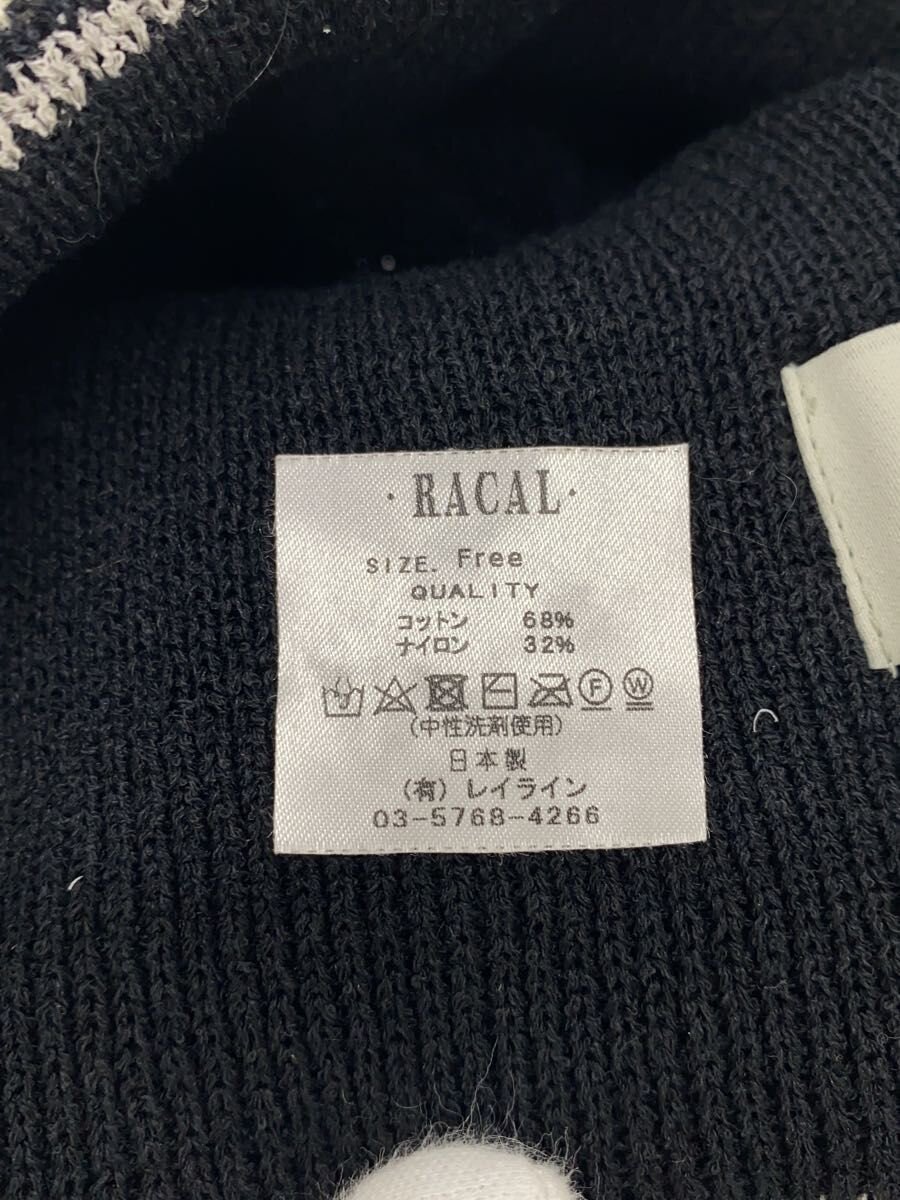 ・RACAL・
SIZE. Free
QUALITY
コットン 68%
ナイロン 32%
F W
(中性洗剤使用)
日本製
(有)レイライン
03-5768-4266